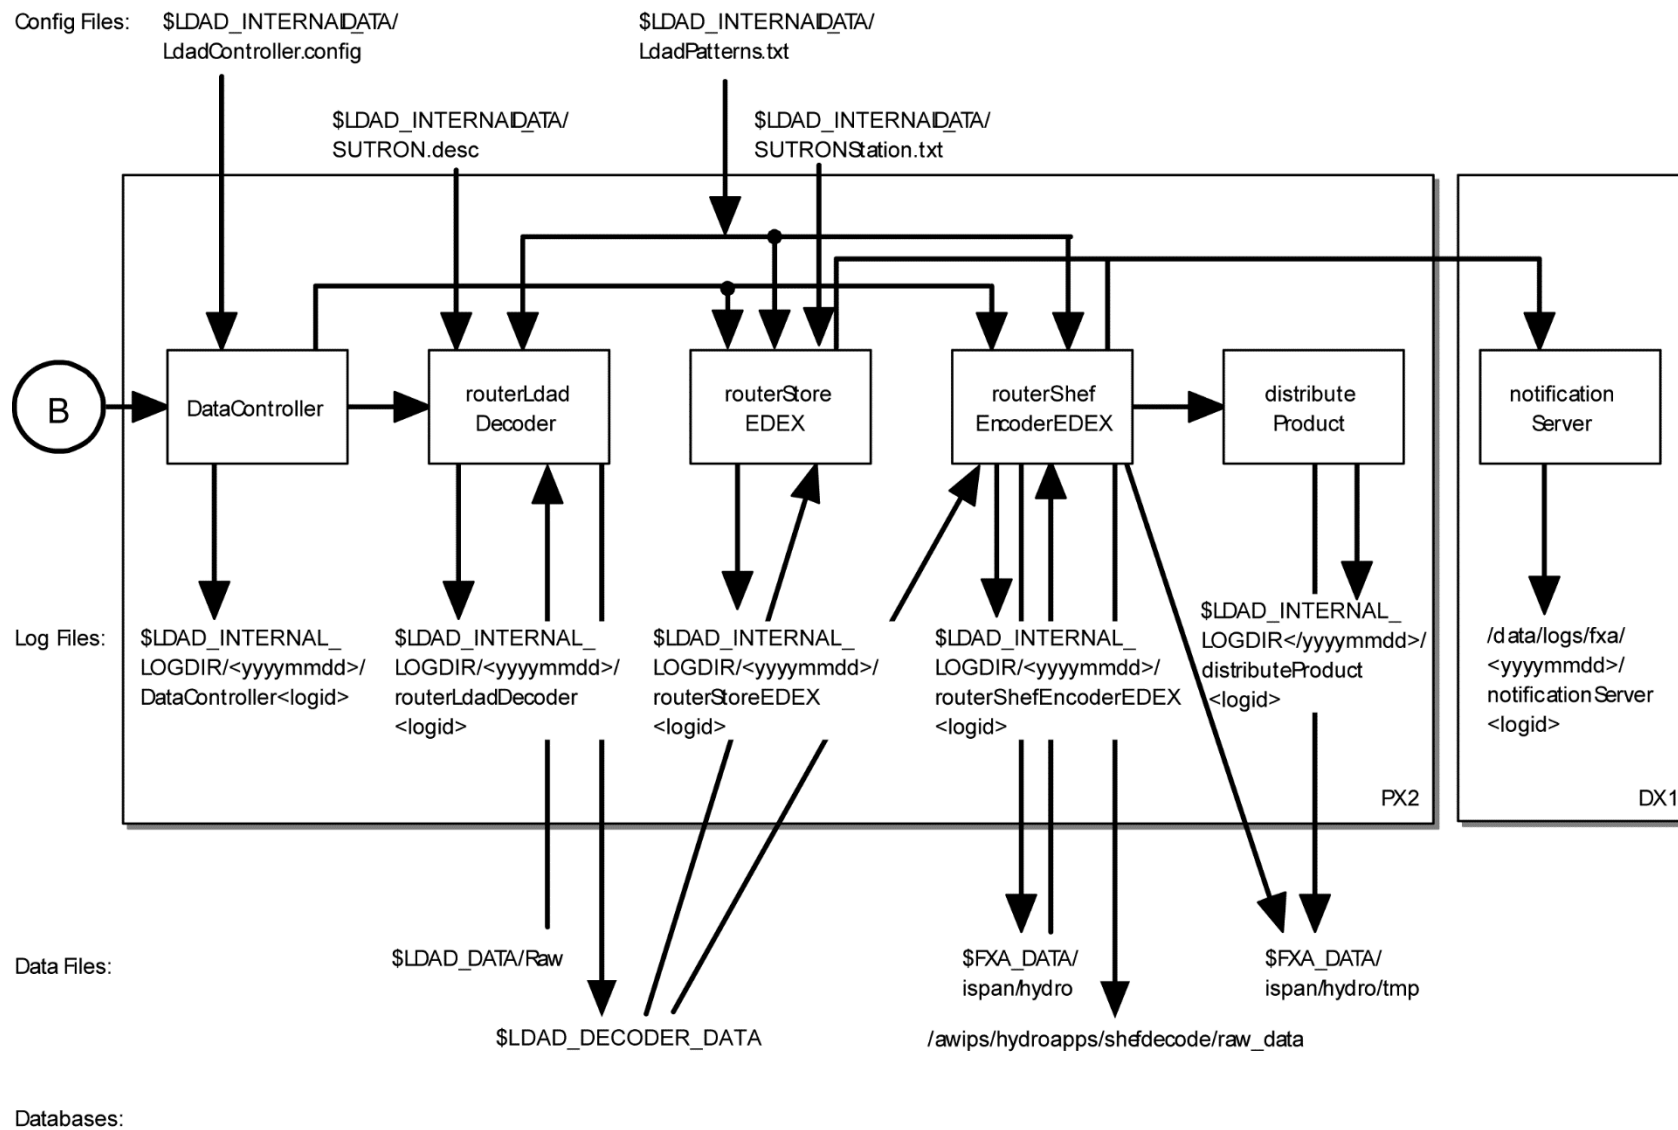 Config Files:
$LDAD_INTERNALDATA/
LdadController.config
$LDAD_INTERNALDATA/
LdadPatterns.txt
$LDAD_INTERNALDATA/
SUTRON.desc
$LDAD_INTERNALDATA/
SUTRONStation.txt
B
DataController
routerLdad
Decoder
routerStore
EDEX
routerShef
EncoderEDEX
distribute
Product
notification
Server
Log Files:
$LDAD_INTERNAL_
LOGDIR/<yyyymmdd>/
DataController<logid>
$LDAD_INTERNAL_
LOGDIR/<yyyymmdd>/
routerLdadDecoder
<logid>
$LDAD_INTERNAL_
LOGDIR/<yyyymmdd>/
routerStoreEDEX
<logid>
$LDAD_INTERNAL_
LOGDIR/<yyyymmdd>/
routerShefEncoderEDEX
<logid>
$LDAD_INTERNAL_
LOGDIR</yyyymmdd>/
distributeProduct
<logid>
/data/logs/fxa/
<yyyymmdd>/
notificationServer
<logid>
PX2
DX1
Data Files:
$LDAD_DATA/Raw
$LDAD_DECODER_DATA
$FXA_DATA/
ispan/hydro
/awips/hydroapps/shefdecode/raw_data
$FXA_DATA/
ispan/hydro/tmp
Databases: